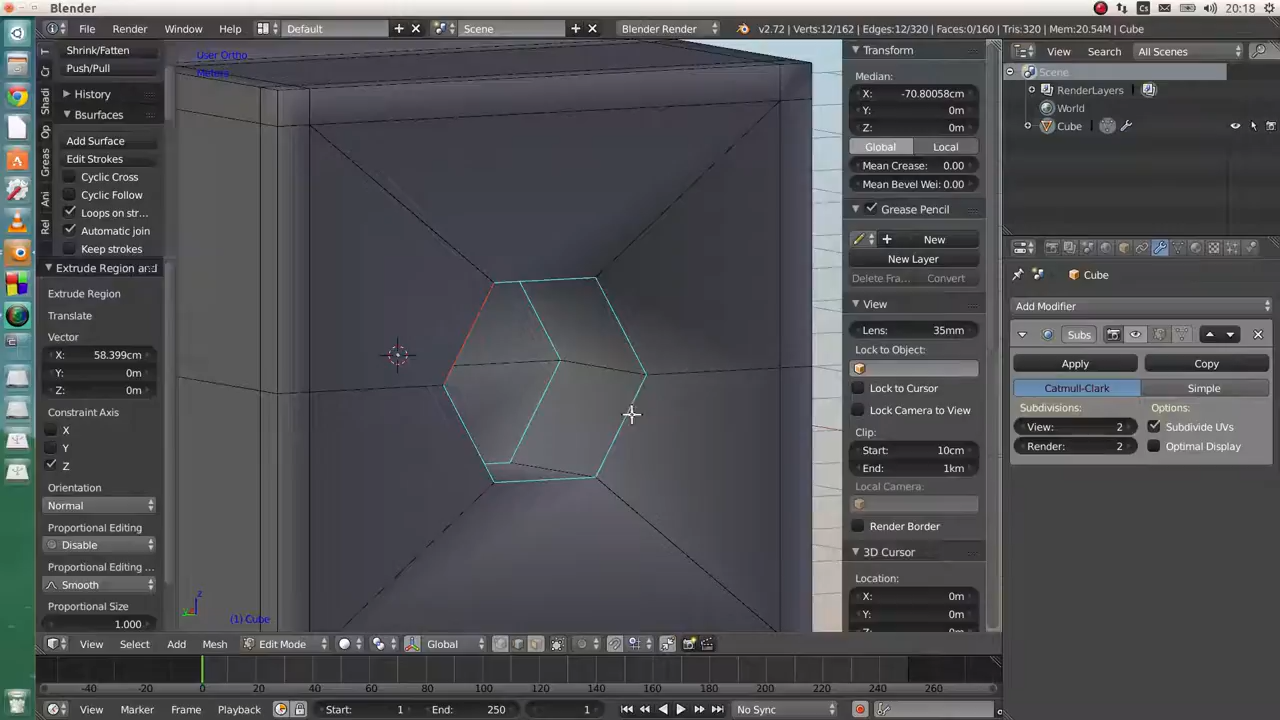 Blender
20:18
File
Render
Window
Help
Default
Scene
Blender Render
v2.72 | Verts:12/162 | Edges:12/320 | Faces:0/160 | Tris:320 | Mem:20.54M | Cube
Shrink/Fatten
Push/Pull
History
Bsurfaces
Add Surface
Edit Strokes
Cyclic Cross
Cyclic Follow
Loops on str...
Automatic join
Keep strokes
Extrude Region and
Extrude Region
Translate
Vector
X: 58.399cm
Y: 0m
Z: 0m
Constraint Axis
X
Y
Z
Orientation
Normal
Proportional Editing
Disable
Proportional Editing ...
Smooth
Proportional Size
1.000
T
Cr
Shadi
Op
Greas
Ani
Rel
User Ortho
Meters
z
y
(1) Cube
View
Select
Add
Mesh
Edit Mode
Global
Transform
Median:
X: -70.80058cm
Y: 0m
Z: 0m
Global
Local
Mean Crease: 0.00
Mean Bevel Wei: 0.00
Grease Pencil
New
New Layer
Delete Fra...
Convert
View
Lens: 35mm
Lock to Object:
Lock to Cursor
Lock Camera to View
Clip:
Start: 10cm
End: 1km
Local Camera:
Render Border
3D Cursor
Location:
X: 0m
Y: 0m
View
Search
All Scenes
Scene
RenderLayers
World
Cube
Cube
Add Modifier
Subs
Apply
Copy
Catmull-Clark
Simple
Subdivisions:
Options:
View: 2
Subdivide UVs
Render: 2
Optimal Display
-40
-20
0
20
40
60
80
100
120
140
160
180
200
220
240
260
View
Marker
Frame
Playback
Start: 1
End: 250
1
No Sync